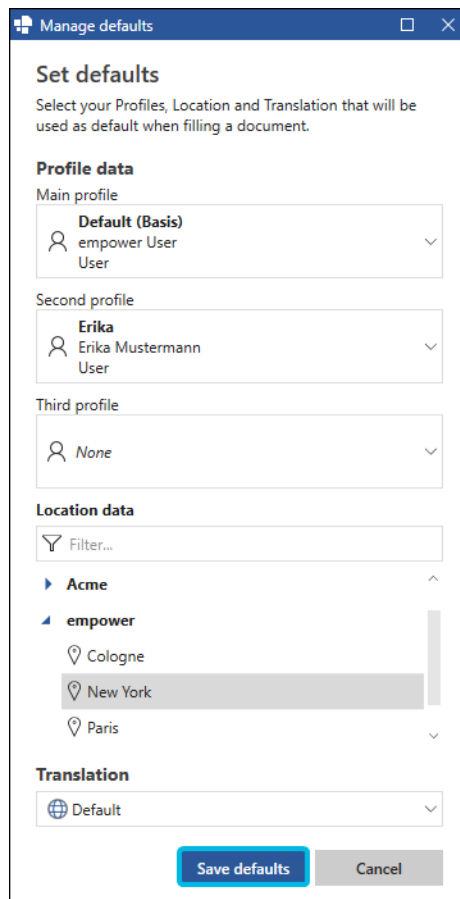 Manage defaults
Set defaults
Select your Profiles, Location and Translation that will be
used as default when filling a document.
Profile data
Main profile
Default (Basis)
empower User
User
Second profile
Erika
Erika Mustermann
User
Third profile
None
Location data
Filter...
Acme
empower
Cologne
New York
Paris
Translation
Default
Save defaults
Cancel